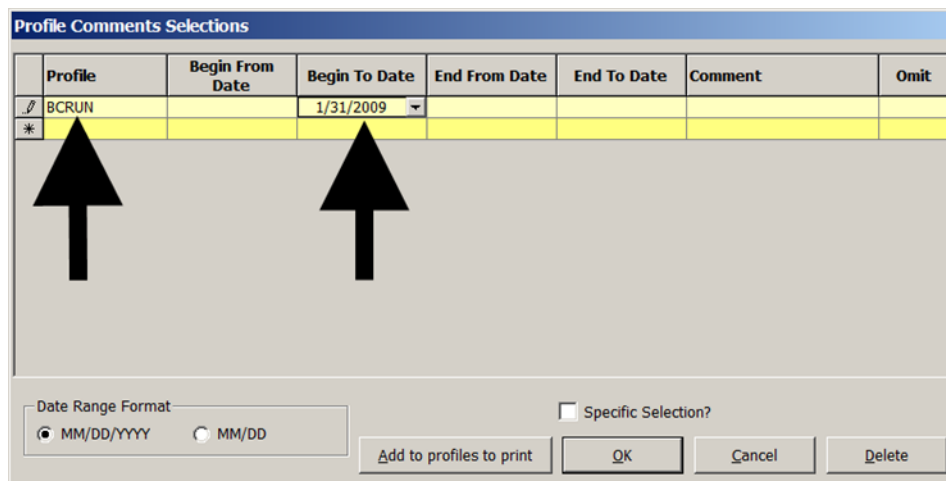 Profile Comments Selections
Profile Begin From Date Begin To Date End From Date End To Date Comment Omit
BCRUN 1/31/2009
Date Range Format
MM/DD/YYYY MM/DD
Specific Selection?
Add to profiles to print OK Cancel Delete